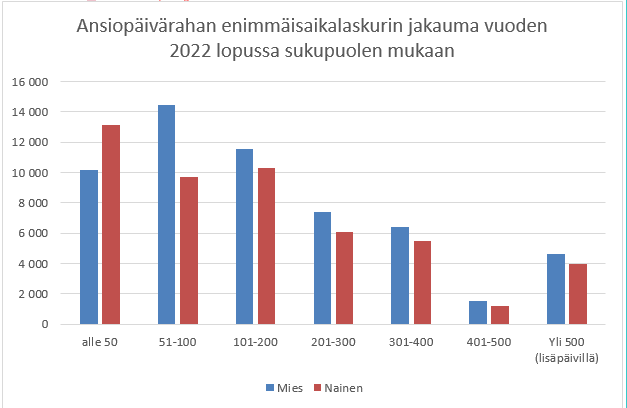 Ansiopäivärahan enimmäisaikalaskurin jakauma vuoden
2022 lopussa sukupuolen mukaan
16 000
14 000
12 000
10 000
8 000
6 000
4 000
2 000
0
alle 50
51-100
101-200
201-300
301-400
401-500
Yli 500
(lisäpäivillä)
Mies
Nainen